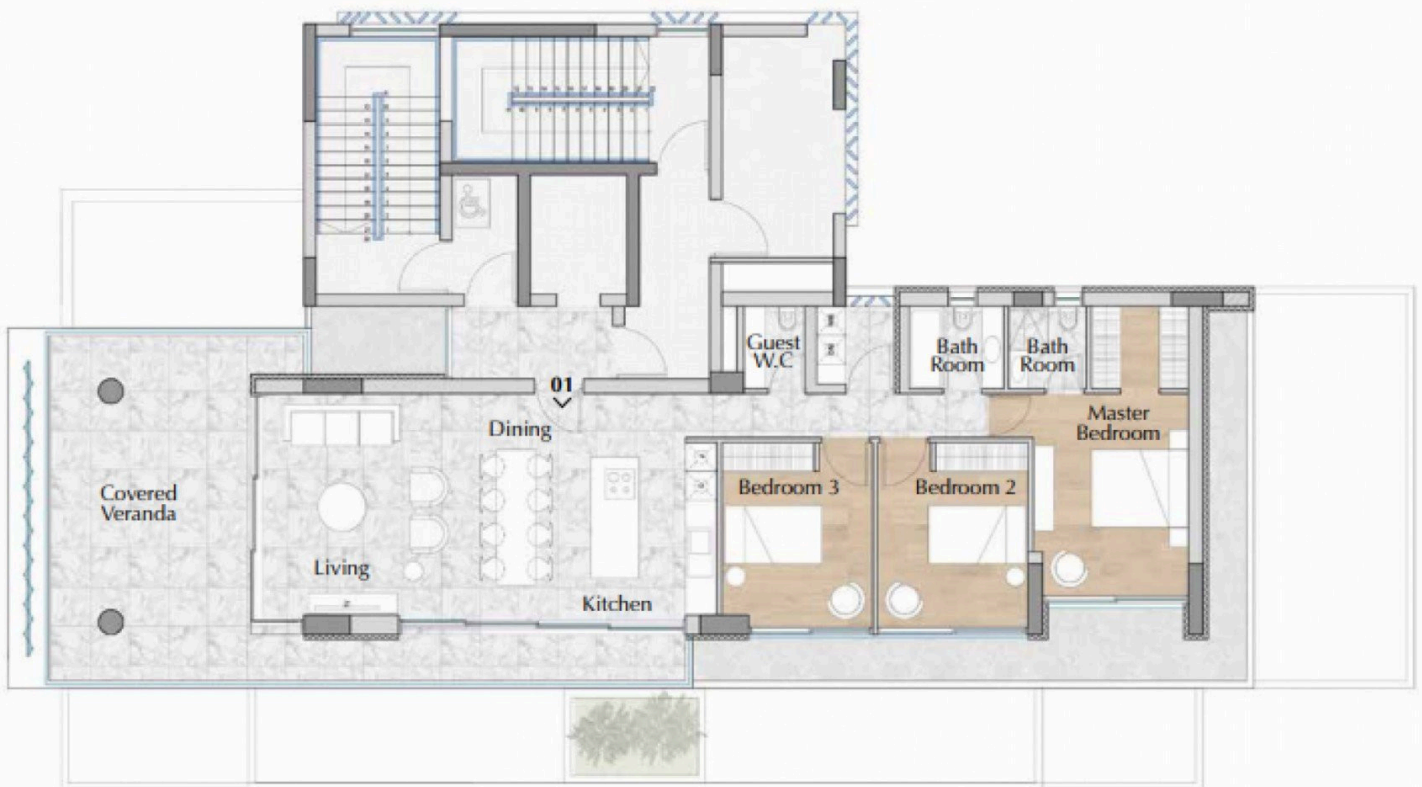 Guest
W.C
Bath
Room
Bath
Room
01
Master
Bedroom
Dining
Covered
Veranda
Bedroom 3
Bedroom 2
Living
Kitchen